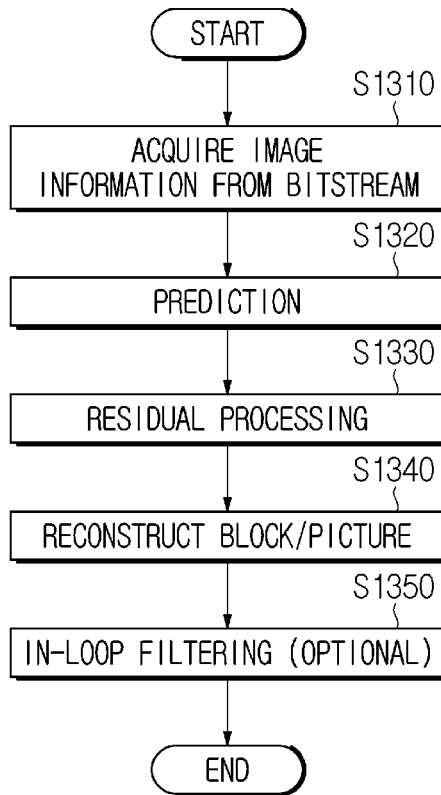 START
S1310
ACQUIRE IMAGE
INFORMATION FROM BITSTREAM
S1320
PREDICTION
S1330
RESIDUAL PROCESSING
S1340
RECONSTRUCT BLOCK/PICTURE
S1350
IN-LOOP FILTERING (OPTIONAL)
END